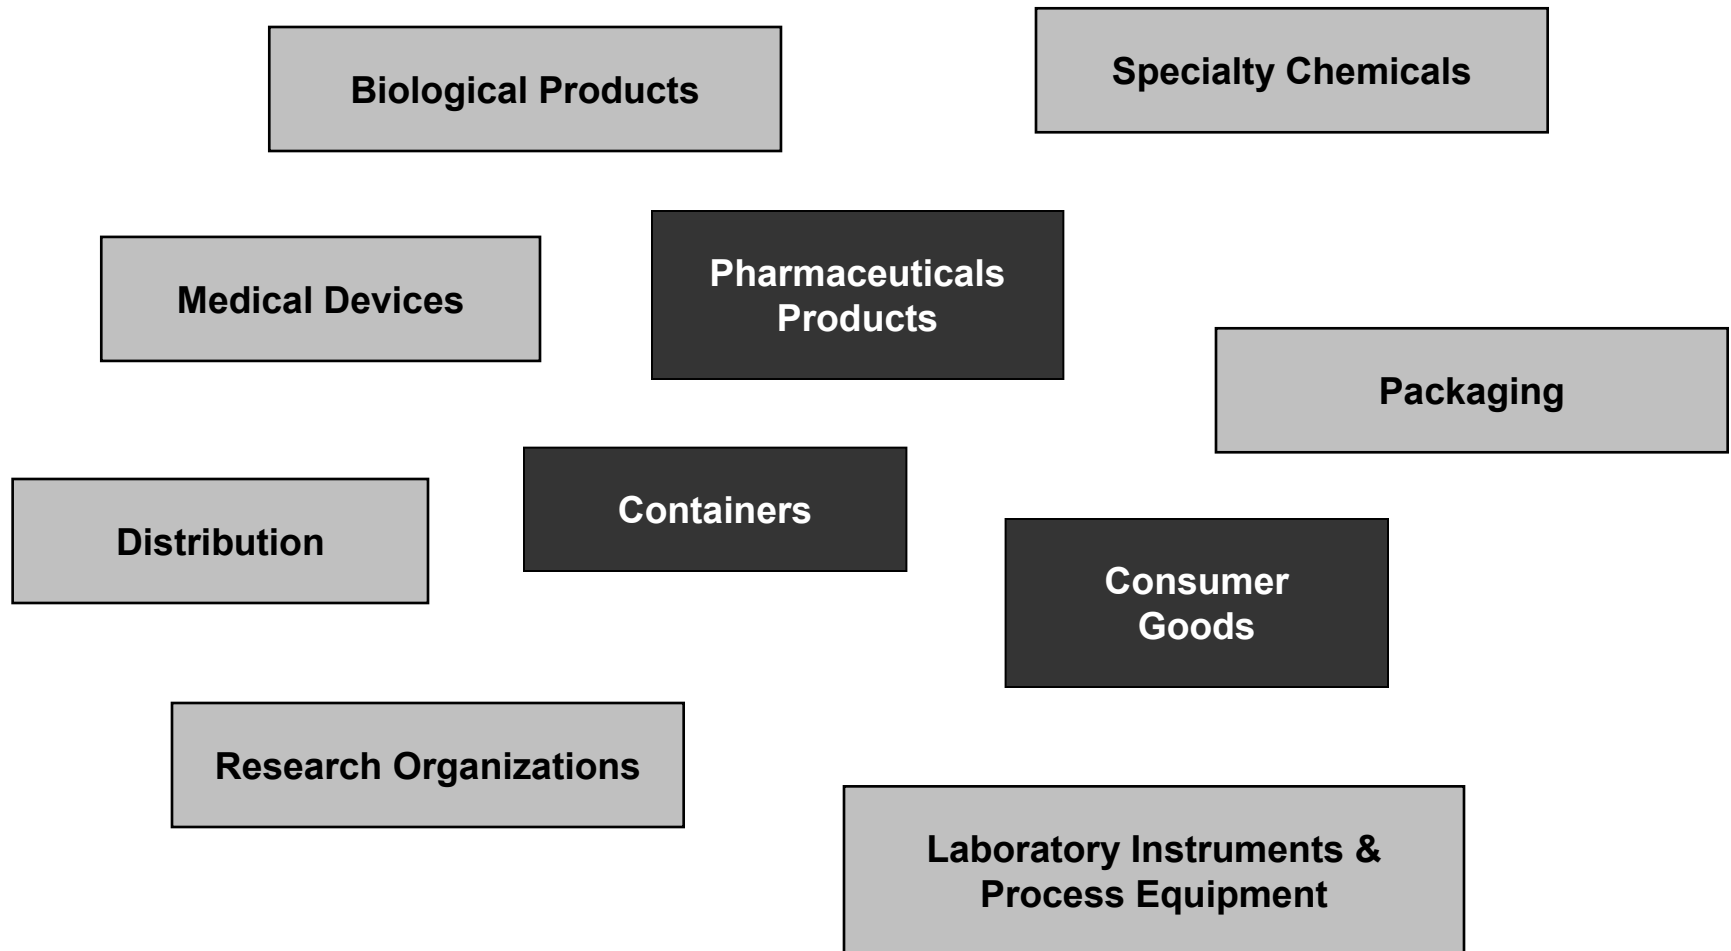 Specialty Chemicals
Biological Products
Pharmaceuticals
Products
Medical Devices
Packaging
Containers
Distribution
Consumer
Goods
Research Organizations
Laboratory Instruments &
Process Equipment